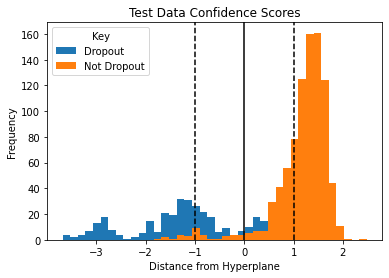 Test Data Confidence Scores
Key
Dropout
Not Dropout
Frequency
160
140
120
100
80
60
40
20
0
−3
−2
−1
0
1
2
Distance from Hyperplane